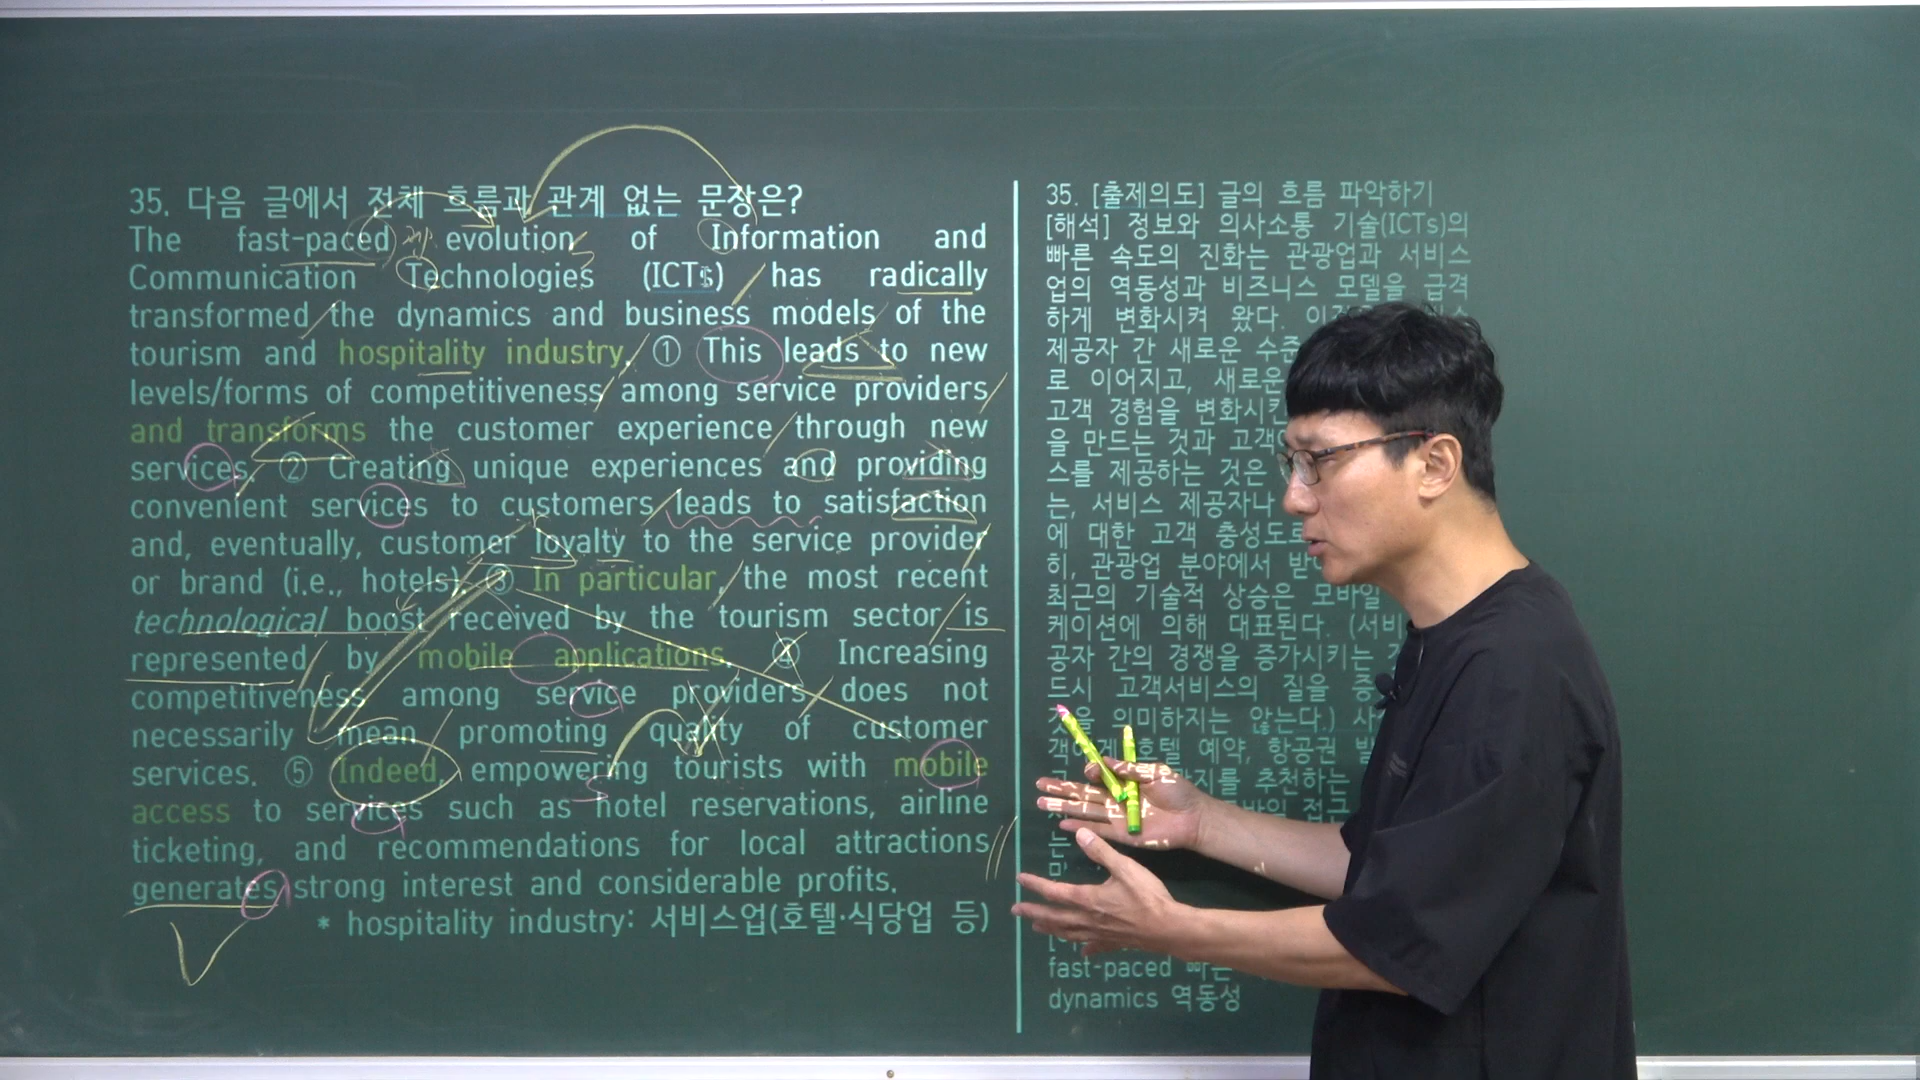 35. 다음 글에서 전체 흐름과 관계 없는 문장은?
The fast-paced evolution of Information and
Communication Technologies (ICTs) has radically
transformed the dynamics and business models of the
tourism and hospitality industry. ① This leads to new
levels/forms of competitiveness among service providers
and transforms the customer experience through new
services. ② Creating unique experiences and providing
convenient services to customers leads to satisfaction
and, eventually, customer loyalty to the service provider
or brand (i.e., hotels). ③ In particular, the most recent
technological boost received by the tourism sector is
represented by mobile applications. ④ Increasing
competitiveness among service providers does not
necessarily mean promoting quality of customer
services. ⑤ Indeed, empowering tourists with mobile
access to services such as hotel reservations, airline
ticketing, and recommendations for local attractions
generates strong interest and considerable profits.
* hospitality industry: 서비스업(호텔·식당업 등)
35. [출제의도] 글의 흐름 파악하기
[해석] 정보와 의사소통 기술(ICTs)의
빠른 속도의 진화는 관광업과 서비스
업의 역동성과 비즈니스 모델을 급격
하게 변화시켜 왔다.
제공자 간 새로운 수준
로 이어지고, 새로운
고객 경험을 변화시킨
을 만드는 것과
스를 제공하는 것은
는, 서비스 제공자나
에 대한 고객 충성도로
히, 관광업 분야에서
최근의 기술적 상승은 모바일
케이션에 의해 대표된다.
공자 간의 경쟁을 증가시키는
드시 고객서비스의 질을
것을 의미하지는 않는다.)
호텔 예약, 항공권
추천하는
접근
는
fast-paced 빠른
dynamics 역동성